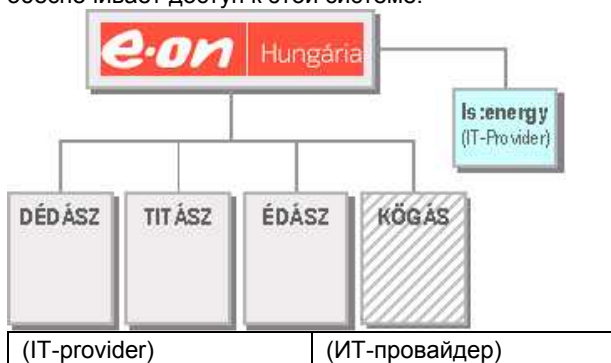 обеспечивает доступ к этой системе.
e·on Hungária
Is:energy
(IT-Provider)
DÉDÁSZ TITÁSZ ÉDÁSZ KÖGÁS
(IT-provider) (ИТ-провайдер)